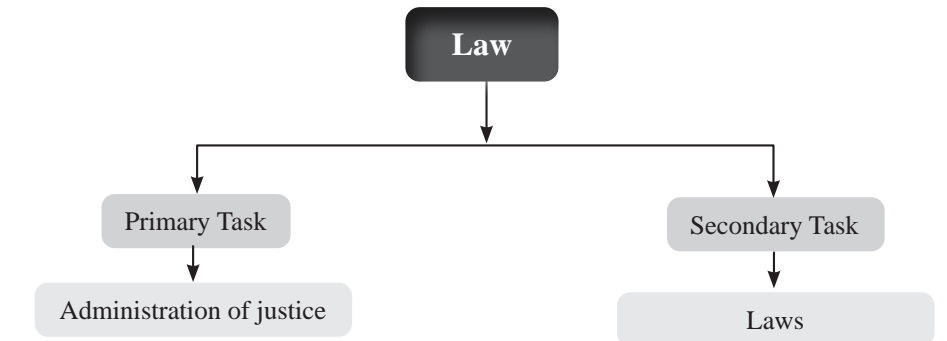 Law
Primary Task
Secondary Task
Administration of justice
Laws